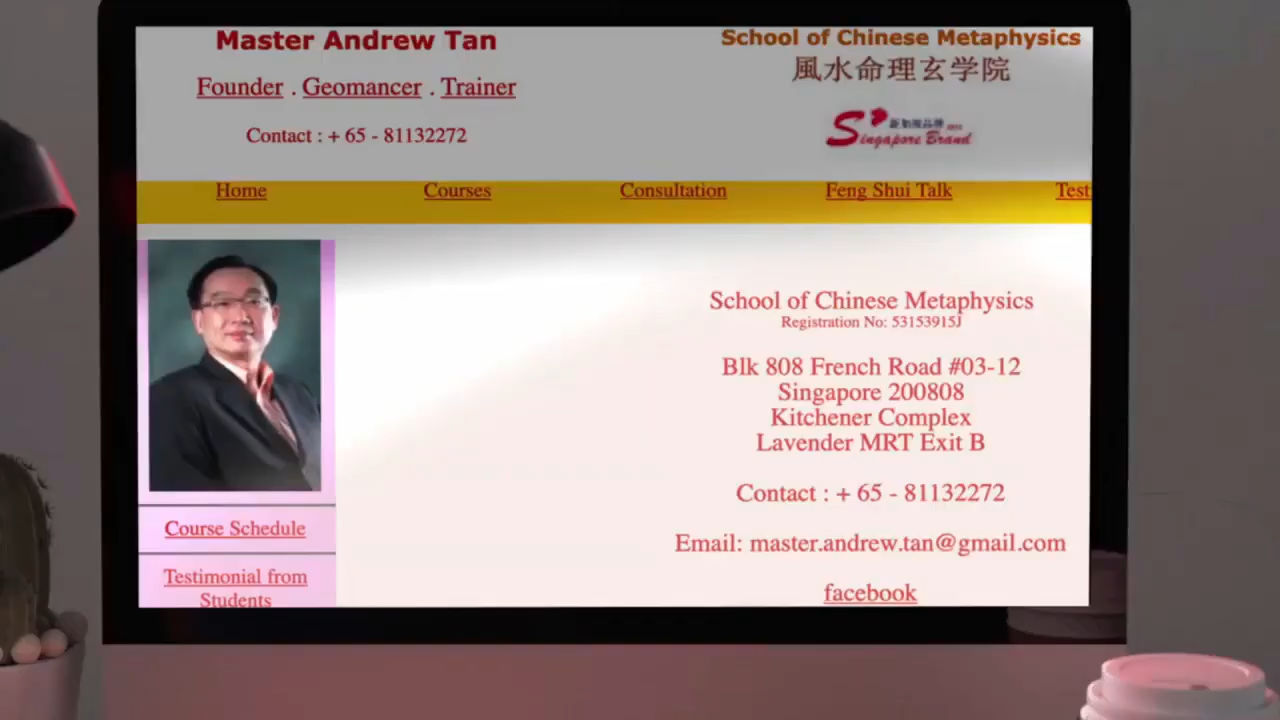 Master Andrew Tan
Founder . Geomancer . Trainer
Contact : + 65 - 81132272
School of Chinese Metaphysics
風水命理玄学院
Singapore Brand
Home Courses Consultation Feng Shui Talk Test
Course Schedule
Testimonial from
Students
School of Chinese Metaphysics
Registration No: 53153915J
Blk 808 French Road #03-12
Singapore 200808
Kitchener Complex
Lavender MRT Exit B
Contact : + 65 - 81132272
Email: master.andrew.tan@gmail.com
facebook